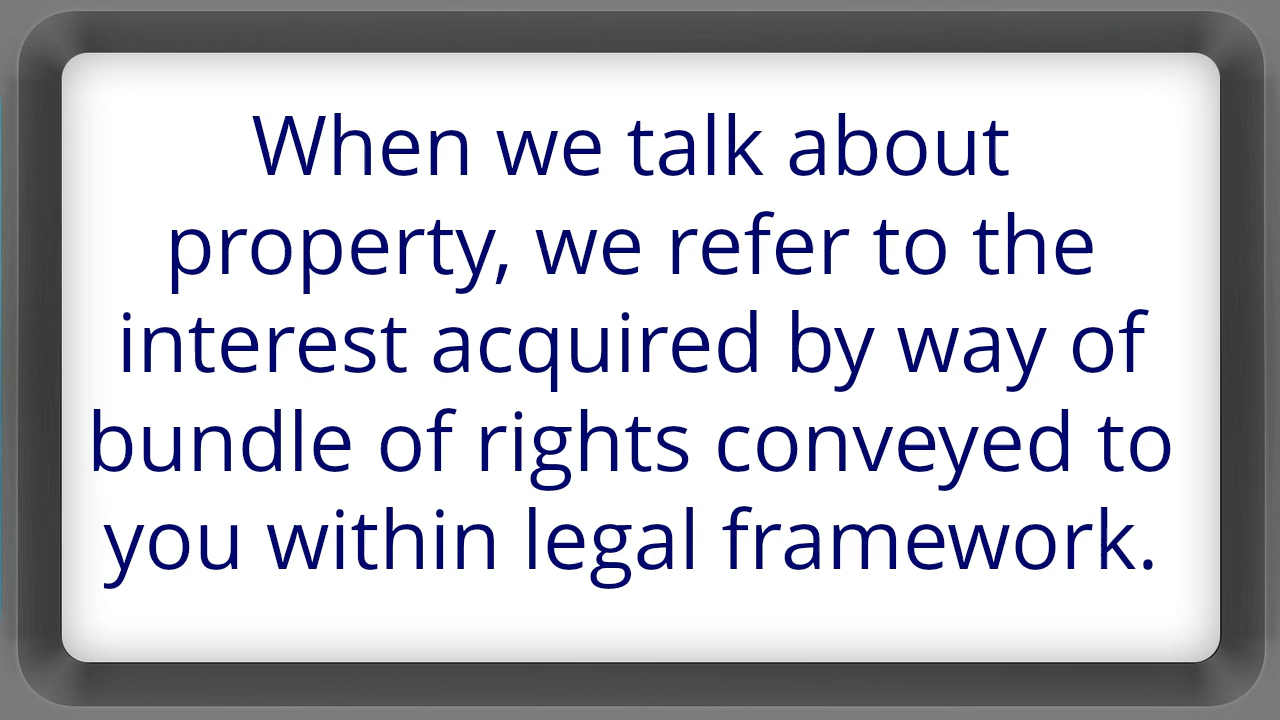 When we talk about
property, we refer to the
interest acquired by way of
bundle of rights conveyed to
you within legal framework.